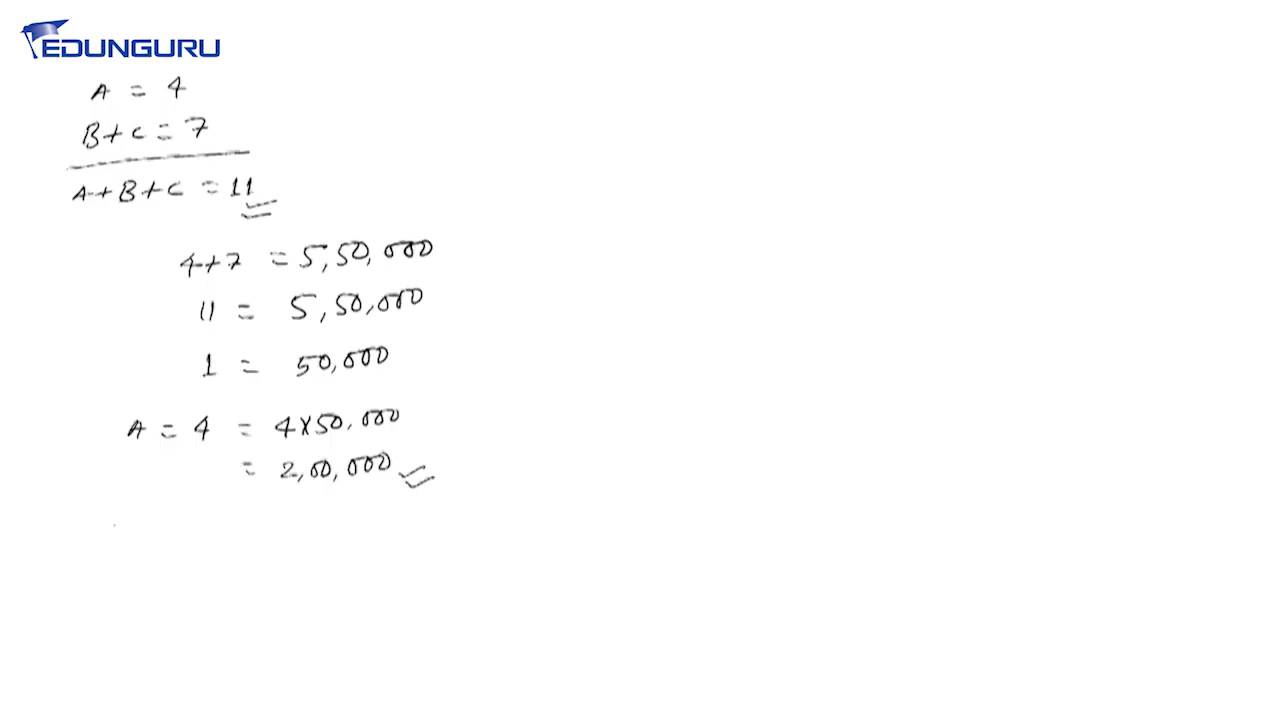 EDUNGURU
A = 4
B+C = 7
A+B+C = 11
4+7 = 5,50,000
11 = 5,50,000
1 = 50,000
A = 4 = 4×50,000
= 2,00,000